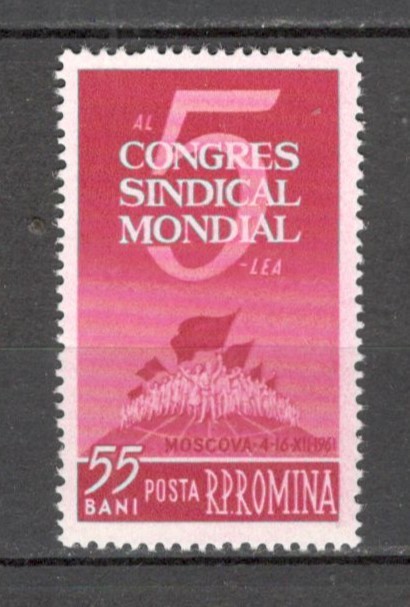 AL 5
CONGRES
SINDICAL
MONDIAL
-LEA
MOSCOVA-4-16-XII-1961
55
BANI POSTA R.P.ROMINA